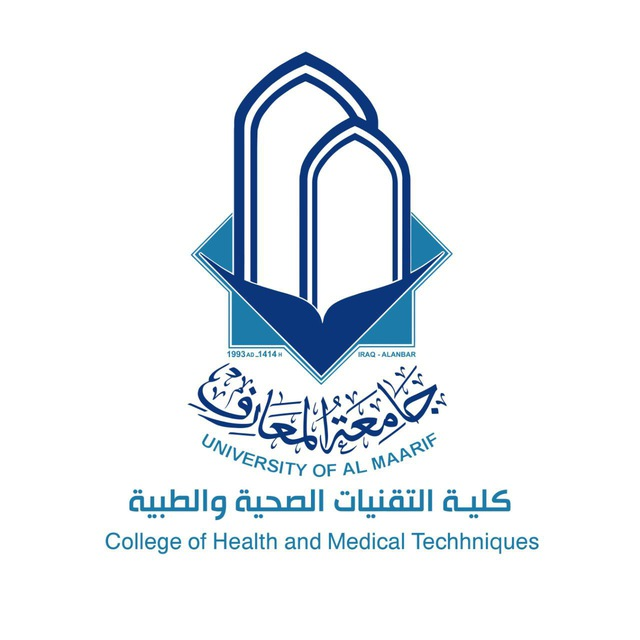 1993 AD - 1414 H
IRAQ - ALANBAR
جامعة المعارف
UNIVERSITY OF AL MAARIF
كلية التقنيات الصحية والطبية
College of Health and Medical Techhniques